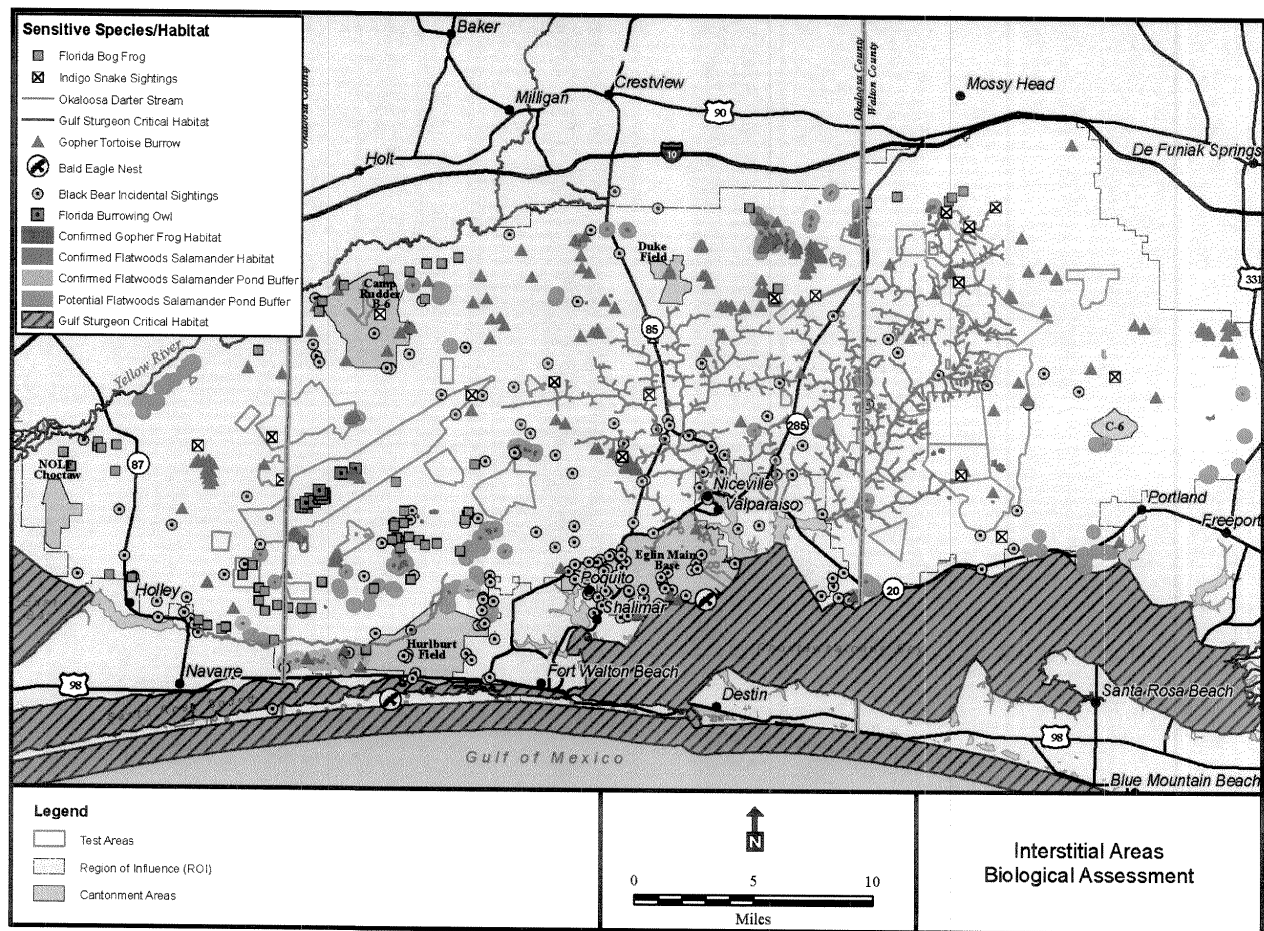 Sensitive Species/Habitat
Florida Bog Frog
Indigo Snake Sightings
Okaloosa Darter Stream
Gulf Sturgeon Critical Habitat
Gopher Tortoise Burrow
Bald Eagle Nest
Black Bear Incidental Sightings
Florida Burrowing Owl
Confirmed Gopher Frog Habitat
Confirmed Flatwoods Salamander Habitat
Confirmed Flatwoods Salamander Pond Buffer
Potential Flatwoods Salamander Pond Buffer
Gulf Sturgeon Critical Habitat
Baker
Crestview
Milligan
Holt
90
10
Okaloosa County
Okaloosa County
Walton County
Mossy Head
De Funiak Springs
331
Duke
Field
Camp
Rudder/
B-6
85
Yellow River
285
C-6
87
NOLF
Choctaw
Niceville
Valparaiso
Portland
Freeport
Eglin Main
Base
Poquito
Shalimar
20
Holley
Hurlburt
Field
Navarre
98
Fort Walton Beach
Destin
Santa Rosa Beach
98
Gulf of Mexico
Blue Mountain Beach
Legend
Test Areas
Region of Influence (ROI)
Cantonment Areas
N
0 5 10
Miles
Interstitial Areas
Biological Assessment